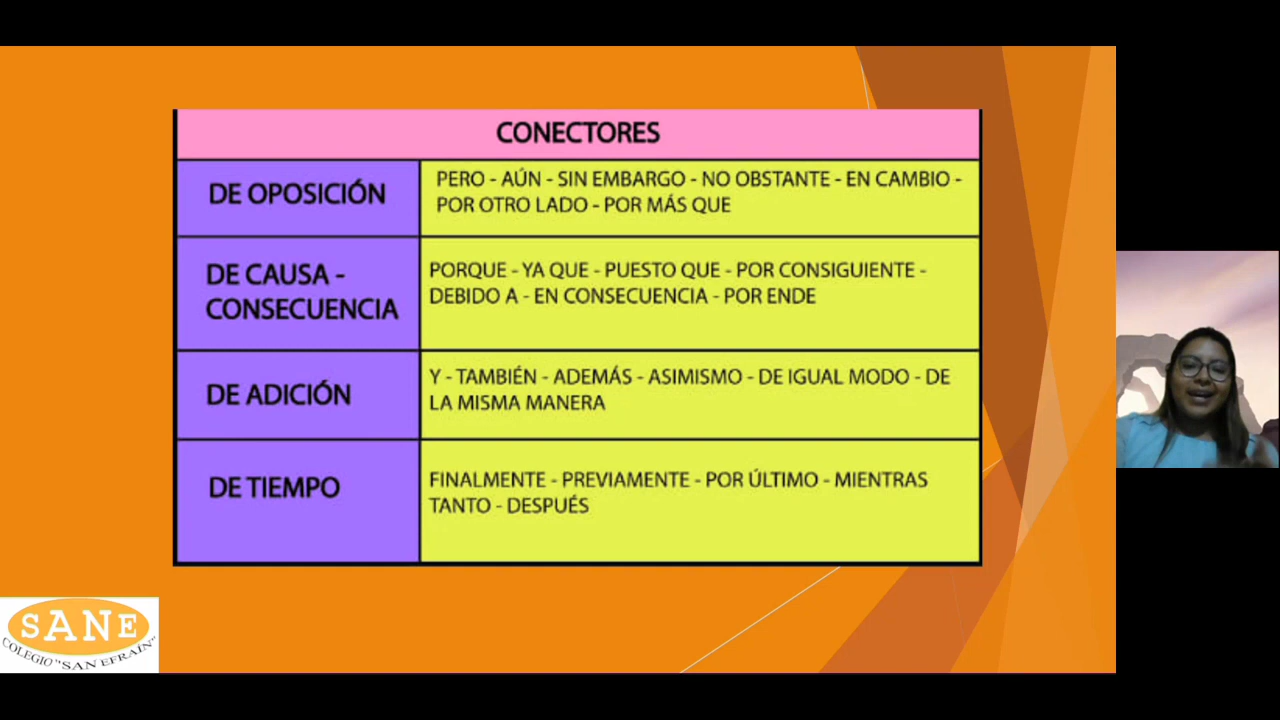 CONECTORES
DE OPOSICIÓN
PERO - AÚN - SIN EMBARGO - NO OBSTANTE - EN CAMBIO -
POR OTRO LADO - POR MÁS QUE
DE CAUSA -
CONSECUENCIA
PORQUE - YA QUE - PUESTO QUE - POR CONSIGUIENTE -
DEBIDO A - EN CONSECUENCIA - POR ENDE
DE ADICIÓN
Y - TAMBIÉN - ADEMÁS - ASIMISMO - DE IGUAL MODO - DE
LA MISMA MANERA
DE TIEMPO
FINALMENTE - PREVIAMENTE - POR ÚLTIMO - MIENTRAS
TANTO - DESPUÉS
SANE
COLEGIO "SAN EFRAÍN"